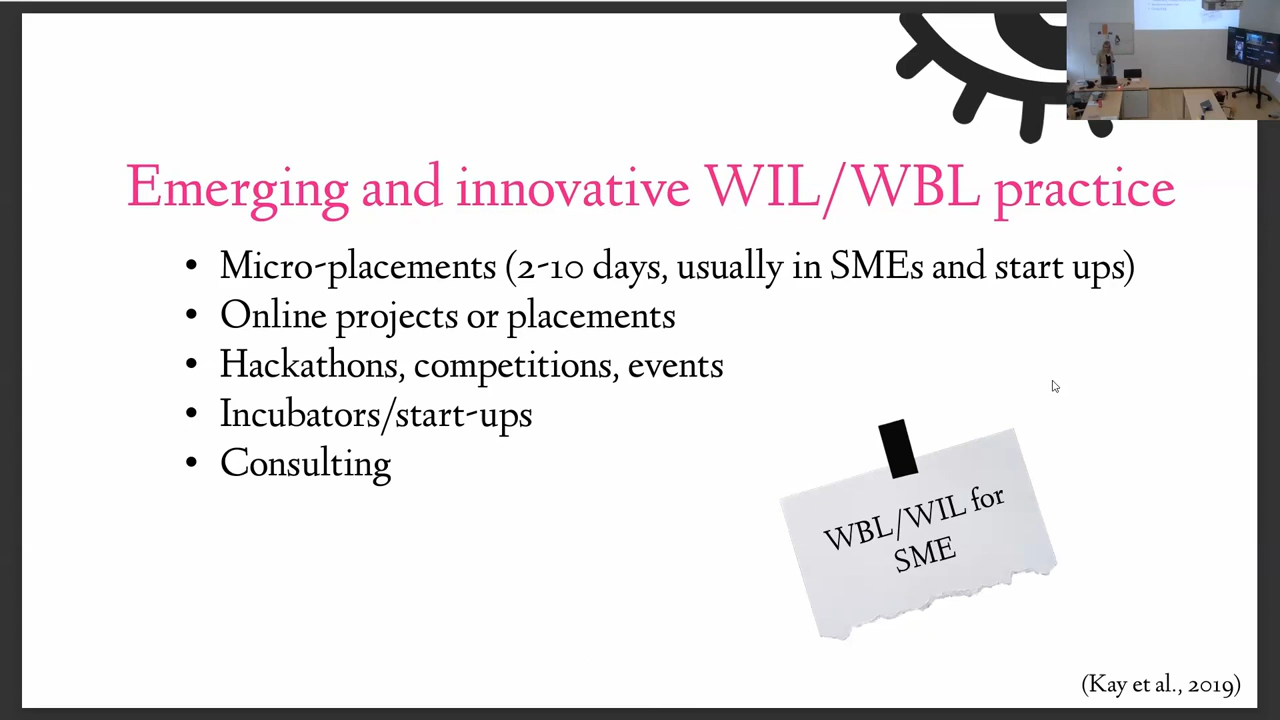 Emerging and innovative WIL/WBL practice
• Micro-placements (2-10 days, usually in SMEs and start ups)
• Online projects or placements
• Hackathons, competitions, events
• Incubators/start-ups
• Consulting
WBL/WIL for
SME
(Kay et al., 2019)